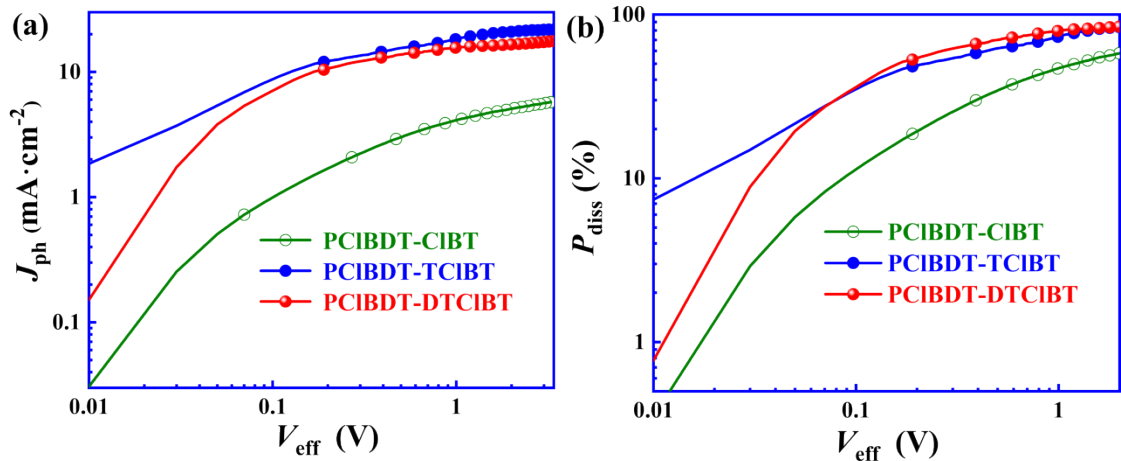 (a)
10
1
0.1
0.01
0.1
1
J_ph (mA·cm⁻²)
V_eff (V)
PClBDT-ClBT
PClBDT-TClBT
PClBDT-DTClBT
(b)
100
10
1
0.01
0.1
1
P_diss (%)
V_eff (V)
PClBDT-ClBT
PClBDT-TClBT
PClBDT-DTClBT